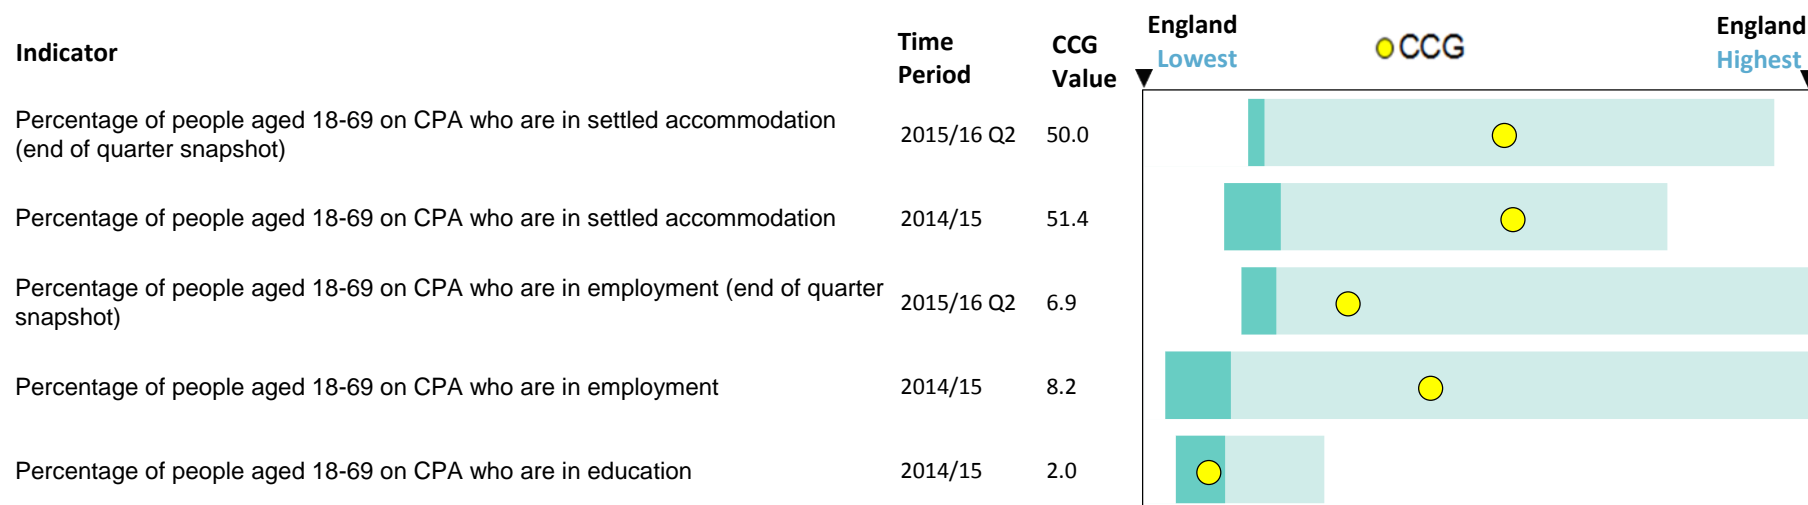 Indicator
Time
Period
CCG
Value
England
Lowest
CCG
England
Highest
Percentage of people aged 18-69 on CPA who are in settled accommodation
(end of quarter snapshot)
2015/16 Q2
50.0
Percentage of people aged 18-69 on CPA who are in settled accommodation
2014/15
51.4
Percentage of people aged 18-69 on CPA who are in employment (end of quarter
snapshot)
2015/16 Q2
6.9
Percentage of people aged 18-69 on CPA who are in employment
2014/15
8.2
Percentage of people aged 18-69 on CPA who are in education
2014/15
2.0